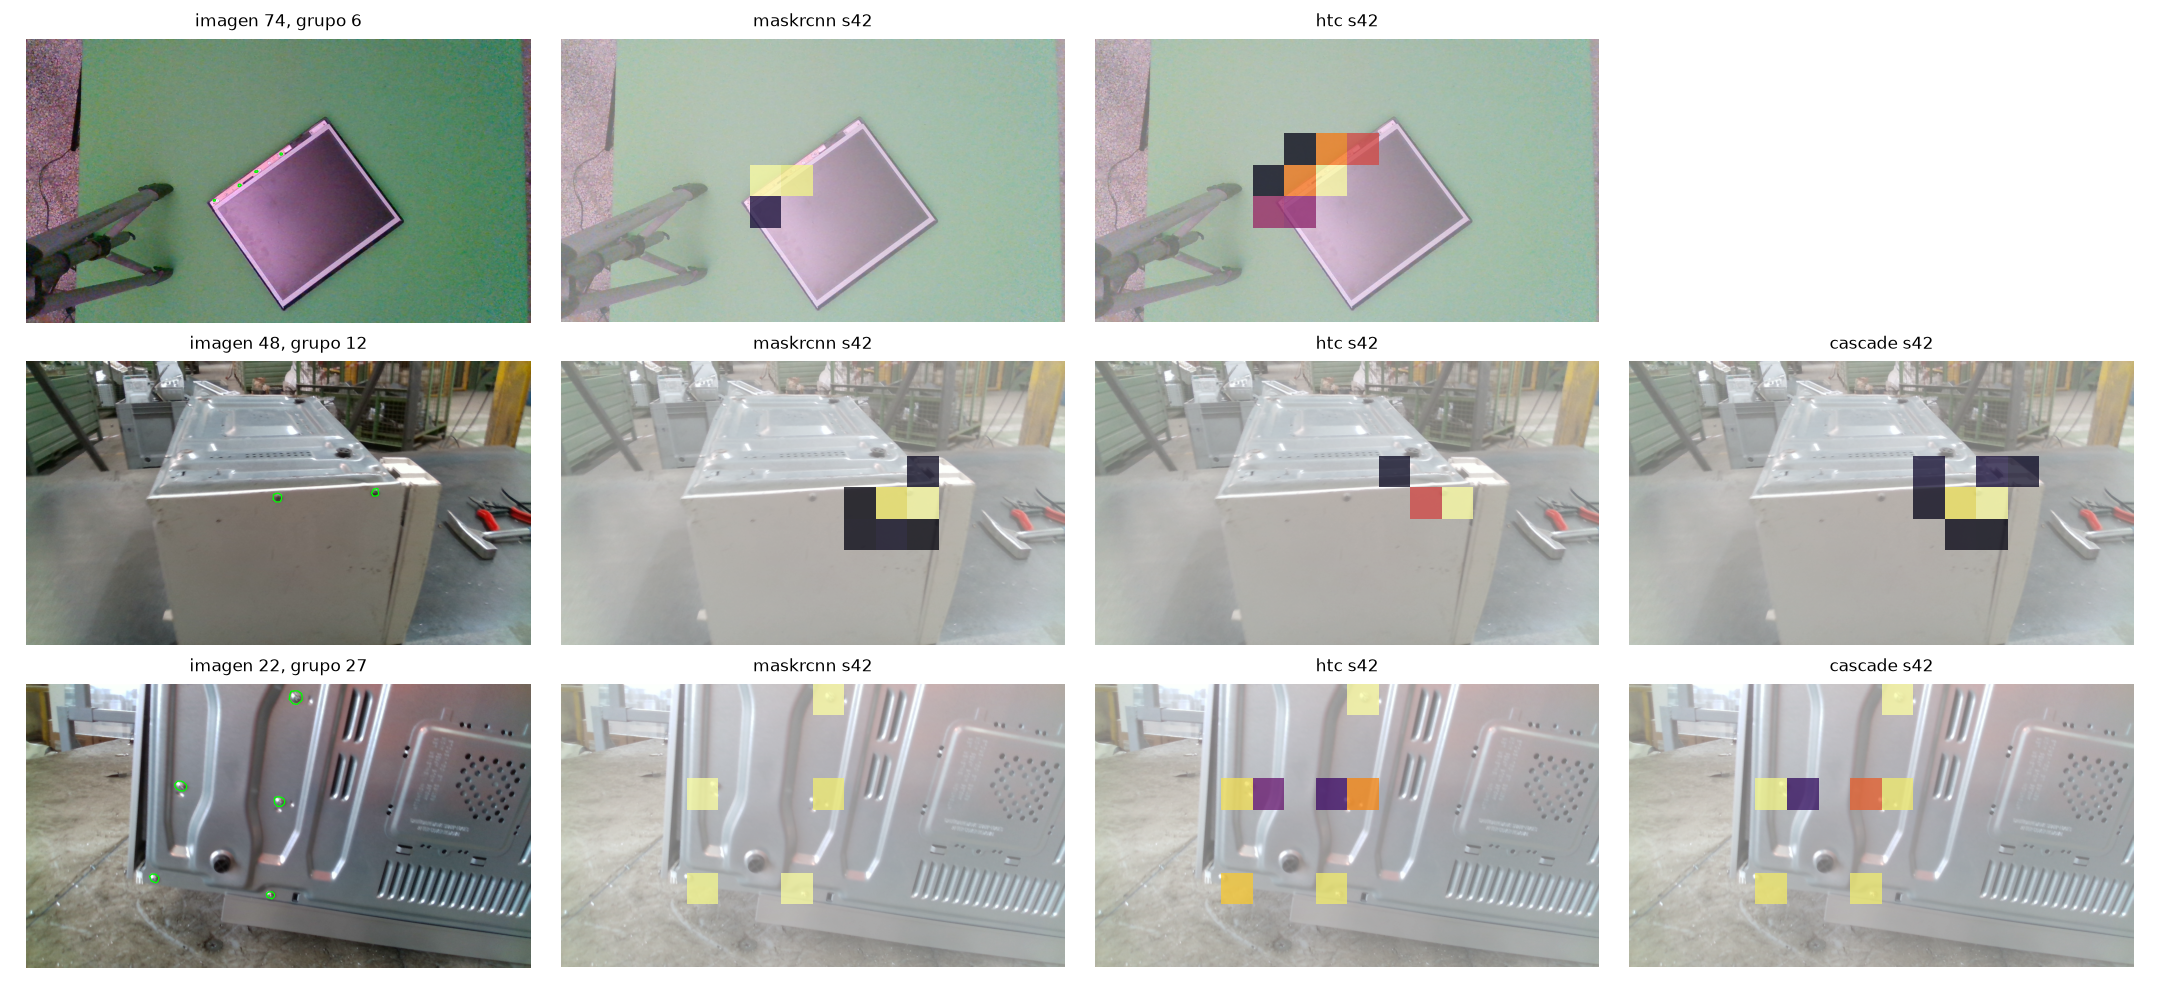 imagen 74, grupo 6
maskrcnn s42
htc s42
imagen 48, grupo 12
maskrcnn s42
htc s42
cascade s42
imagen 22, grupo 27
maskrcnn s42
htc s42
cascade s42